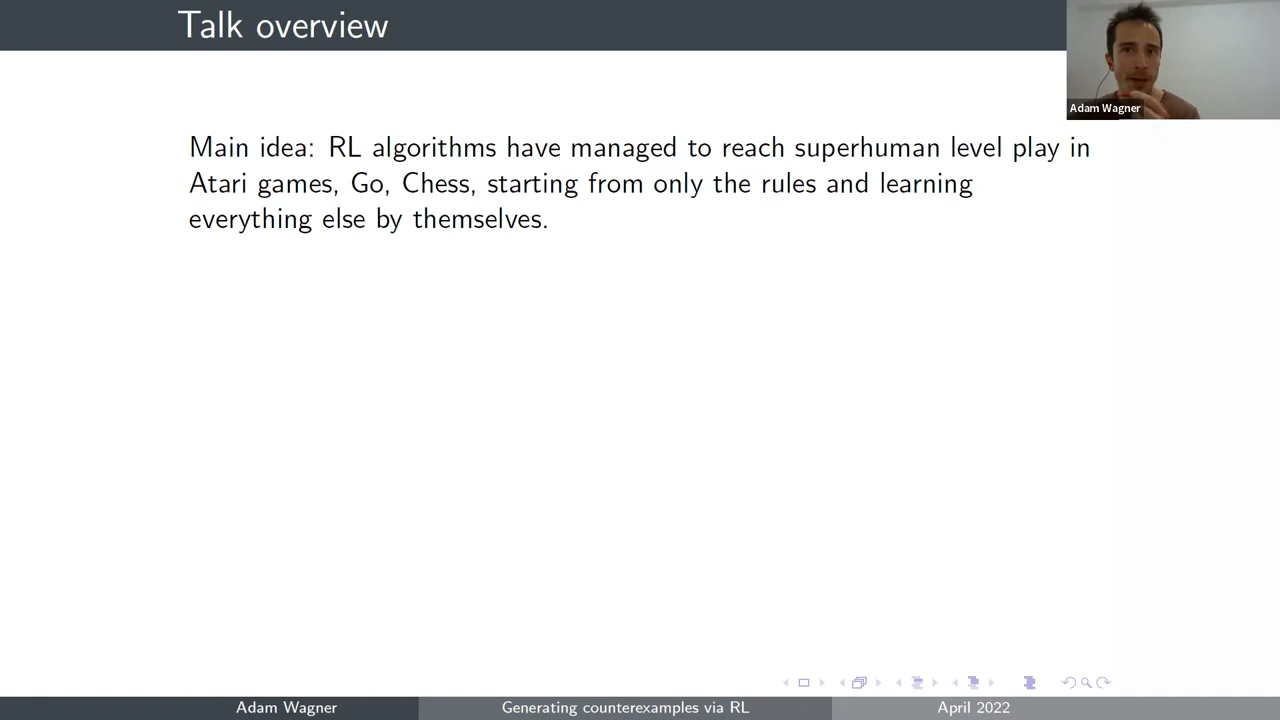 Talk overview
Adam Wagner
Main idea: RL algorithms have managed to reach superhuman level play in
Atari games, Go, Chess, starting from only the rules and learning
everything else by themselves.
Adam Wagner
Generating counterexamples via RL
April 2022